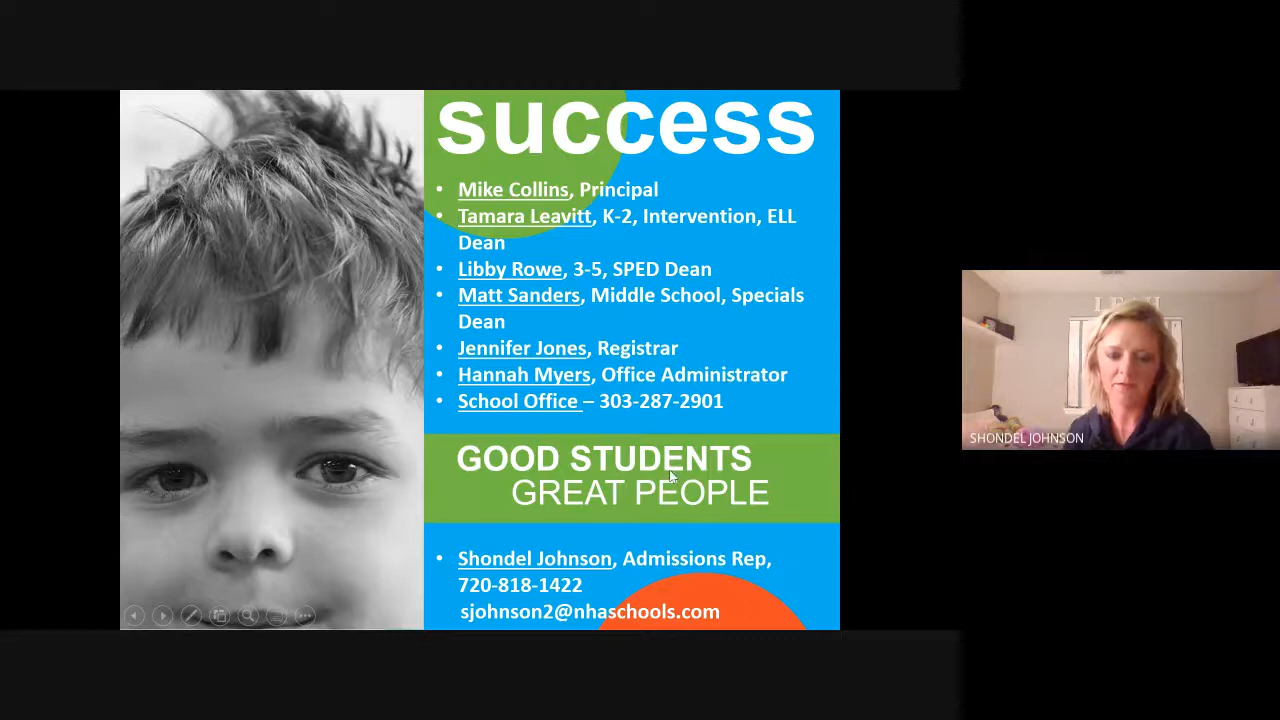 success
• Mike Collins, Principal
• Tamara Leavitt, K-2, Intervention, ELL
Dean
• Libby Rowe, 3-5, SPED Dean
• Matt Sanders, Middle School, Specials
Dean
• Jennifer Jones, Registrar
• Hannah Myers, Office Administrator
• School Office – 303-287-2901
GOOD STUDENTS
GREAT PEOPLE
• Shondel Johnson, Admissions Rep,
720-818-1422
sjohnson2@nhaschools.com
SHONDEL JOHNSON